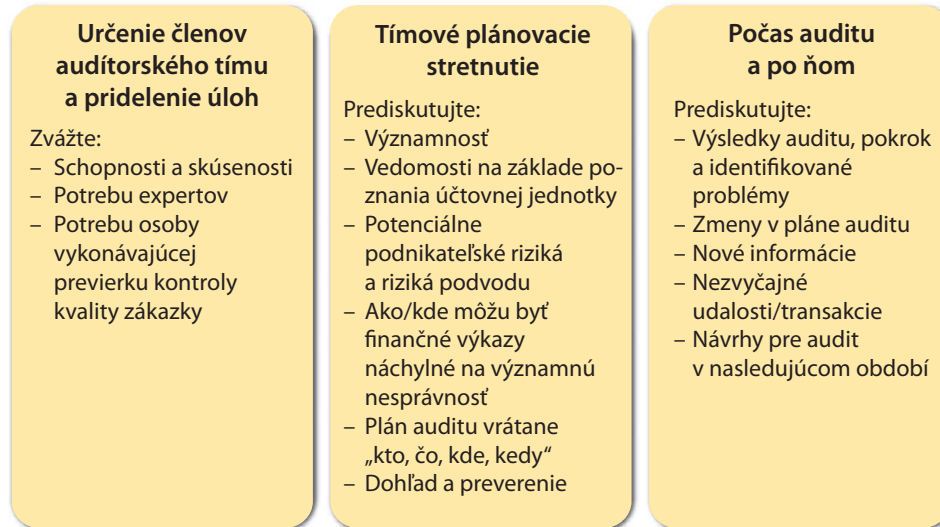 Určenie členov
audítorského tímu
a pridelenie úloh
Zvážte:
– Schopnosti a skúsenosti
– Potrebu expertov
– Potrebu osoby
vykonávajúcej
previerku kontroly
kvality zákazky
Tímové plánovacie
stretnutie
Prediskutujte:
– Významnosť
– Vedomosti na základe po-
znania účtovnej jednotky
– Potenciálne
podnikateľské riziká
a riziká podvodu
– Ako/kde môžu byť
finančné výkazy
náchylné na významnú
nesprávnosť
– Plán auditu vrátane
„kto, čo, kde, kedy“
– Dohľad a preverenie
Počas auditu
a po ňom
Prediskutujte:
– Výsledky auditu, pokrok
a identifikované
problémy
– Zmeny v pláne auditu
– Nové informácie
– Nezvyčajné
udalosti/transakcie
– Návrhy pre audit
v nasledujúcom období